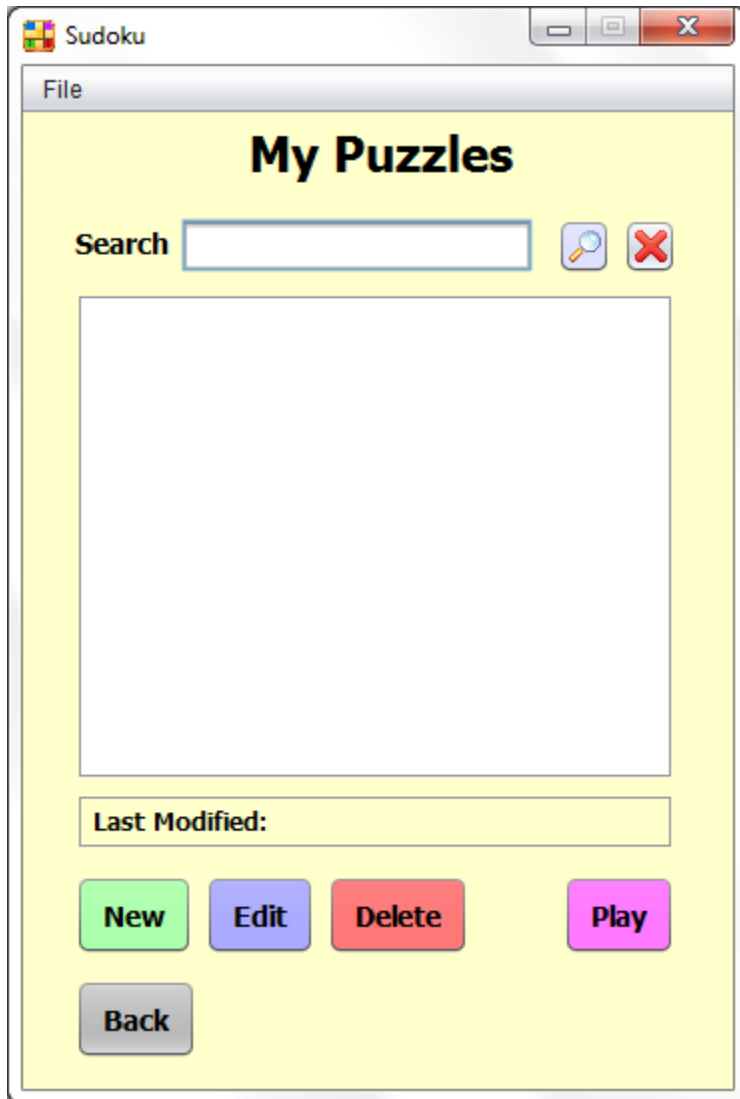 Sudoku
File
My Puzzles
Search
Last Modified:
New Edit Delete Play
Back